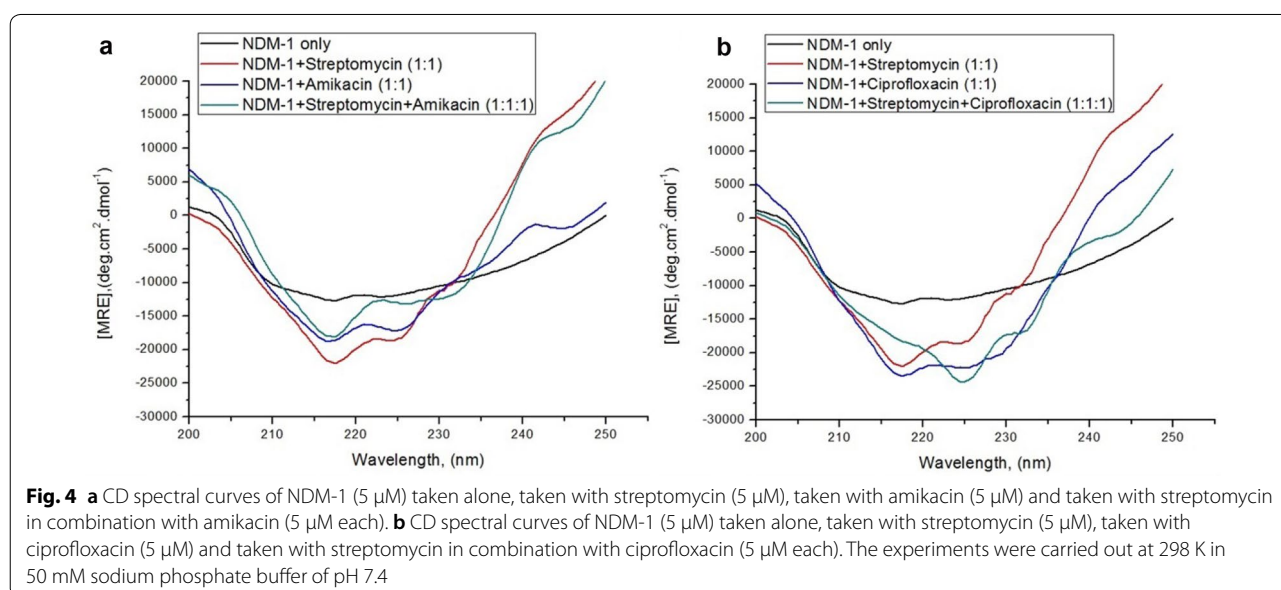 a
NDM-1 only
NDM-1+Streptomycin (1:1)
NDM-1+Amikacin (1:1)
NDM-1+Streptomycin+Amikacin (1:1:1)
20000
15000
10000
5000
0
-5000
-10000
-15000
-20000
-25000
-30000
[MRE],(deg.cm².dmol⁻¹)
200
210
220
230
240
250
Wavelength, (nm)
b
NDM-1 only
NDM-1+Streptomycin (1:1)
NDM-1+Ciprofloxacin (1:1)
NDM-1+Streptomycin+Ciprofloxacin (1:1:1)
20000
15000
10000
5000
0
-5000
-10000
-15000
-20000
-25000
-30000
[MRE], (deg.cm².dmol⁻¹)
200
210
220
230
240
250
Wavelength, (nm)
Fig. 4 a CD spectral curves of NDM-1 (5 µM) taken alone, taken with streptomycin (5 µM), taken with amikacin (5 µM) and taken with streptomycin
in combination with amikacin (5 µM each). b CD spectral curves of NDM-1 (5 µM) taken alone, taken with streptomycin (5 µM), taken with
ciprofloxacin (5 µM) and taken with streptomycin in combination with ciprofloxacin (5 µM each). The experiments were carried out at 298 K in
50 mM sodium phosphate buffer of pH 7.4